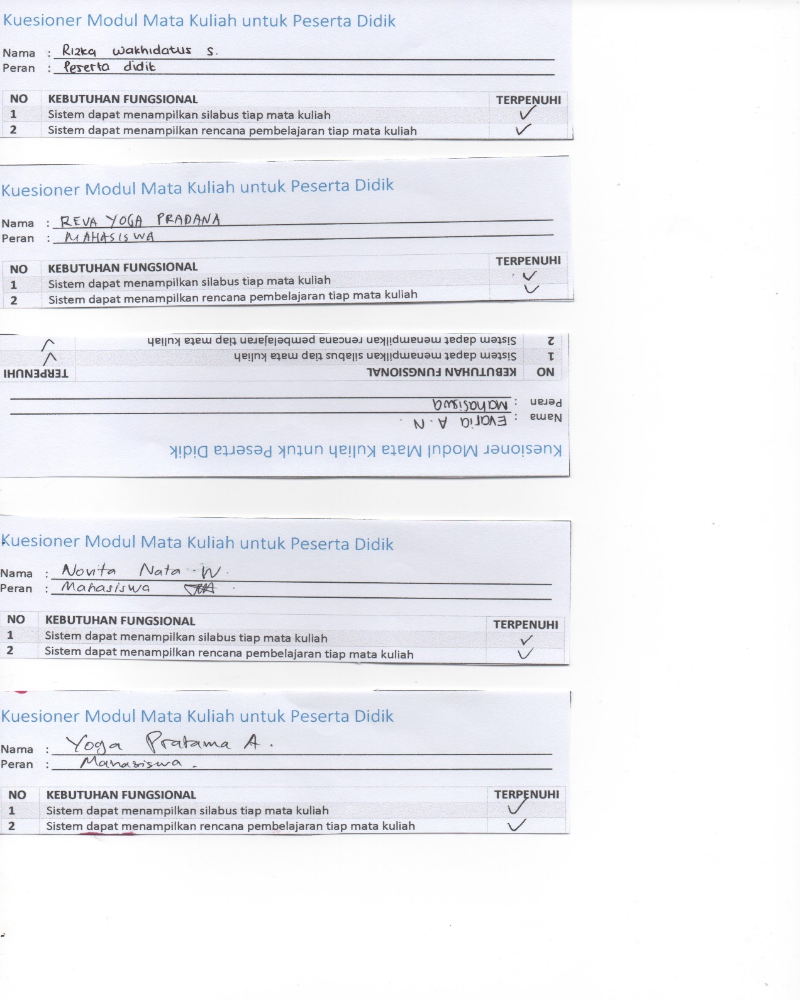 Kuesioner Modul Mata Kuliah untuk Peserta Didik
Nama : Rizka Wakhidatus S.
Peran : Peserta didik
NO KEBUTUHAN FUNGSIONAL TERPENUHI
1 Sistem dapat menampilkan silabus tiap mata kuliah ✓
2 Sistem dapat menampilkan rencana pembelajaran tiap mata kuliah ✓
Kuesioner Modul Mata Kuliah untuk Peserta Didik
Nama : REVA YOGA PRADANA
Peran : MAHASISWA
NO KEBUTUHAN FUNGSIONAL TERPENUHI
1 Sistem dapat menampilkan silabus tiap mata kuliah ✓
2 Sistem dapat menampilkan rencana pembelajaran tiap mata kuliah ✓
Kuesioner Modul Mata Kuliah untuk Peserta Didik
Nama : Evaria A. N.
Peran : Mahasiswa
NO KEBUTUHAN FUNGSIONAL TERPENUHI
1 Sistem dapat menampilkan silabus tiap mata kuliah ✓
2 Sistem dapat menampilkan rencana pembelajaran tiap mata kuliah ✓
Kuesioner Modul Mata Kuliah untuk Peserta Didik
Nama : Novita Nata W.
Peran : Mahasiswa
NO KEBUTUHAN FUNGSIONAL TERPENUHI
1 Sistem dapat menampilkan silabus tiap mata kuliah ✓
2 Sistem dapat menampilkan rencana pembelajaran tiap mata kuliah ✓
Kuesioner Modul Mata Kuliah untuk Peserta Didik
Nama : Yoga Pratama A.
Peran : Mahasiswa.
NO KEBUTUHAN FUNGSIONAL TERPENUHI
1 Sistem dapat menampilkan silabus tiap mata kuliah ✓
2 Sistem dapat menampilkan rencana pembelajaran tiap mata kuliah ✓